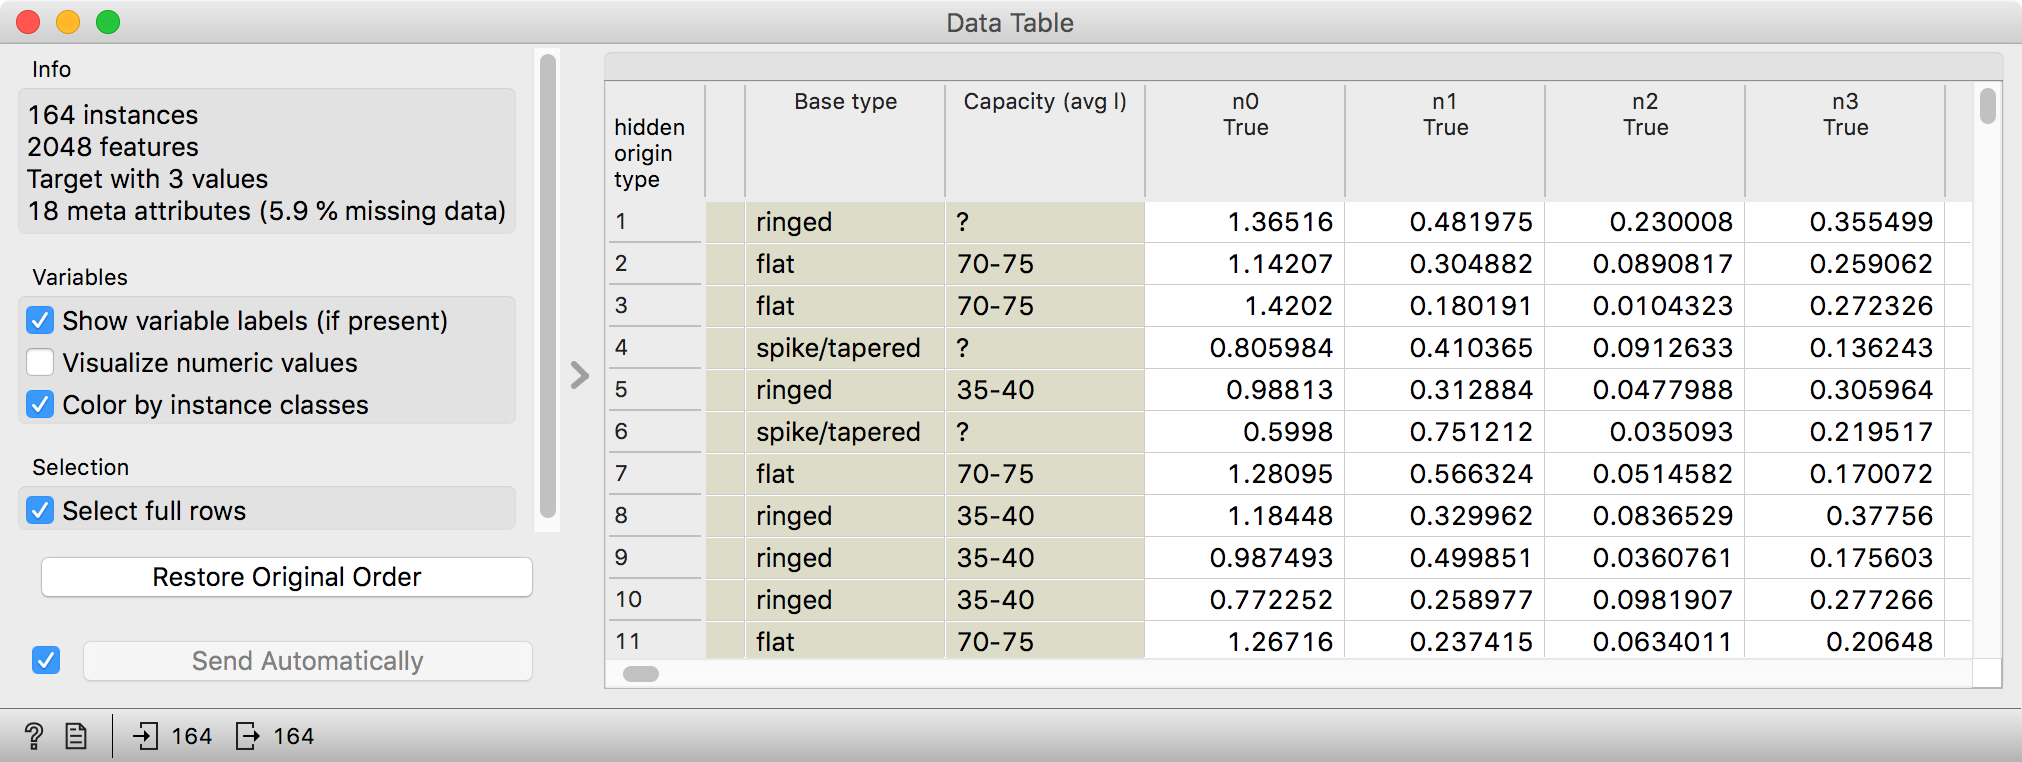 Data Table
Info
164 instances
2048 features
Target with 3 values
18 meta attributes (5.9 % missing data)
Variables
Show variable labels (if present)
Visualize numeric values
Color by instance classes
Selection
Select full rows
Restore Original Order
Send Automatically
hidden
origin
type
Base type Capacity (avg l) n0 n1 n2 n3
True True True True
1 ringed ? 1.36516 0.481975 0.230008 0.355499
2 flat 70-75 1.14207 0.304882 0.0890817 0.259062
3 flat 70-75 1.4202 0.180191 0.0104323 0.272326
4 spike/tapered ? 0.805984 0.410365 0.0912633 0.136243
5 ringed 35-40 0.98813 0.312884 0.0477988 0.305964
6 spike/tapered ? 0.5998 0.751212 0.035093 0.219517
7 flat 70-75 1.28095 0.566324 0.0514582 0.170072
8 ringed 35-40 1.18448 0.329962 0.0836529 0.37756
9 ringed 35-40 0.987493 0.499851 0.0360761 0.175603
10 ringed 35-40 0.772252 0.258977 0.0981907 0.277266
11 flat 70-75 1.26716 0.237415 0.0634011 0.20648
? 164 164